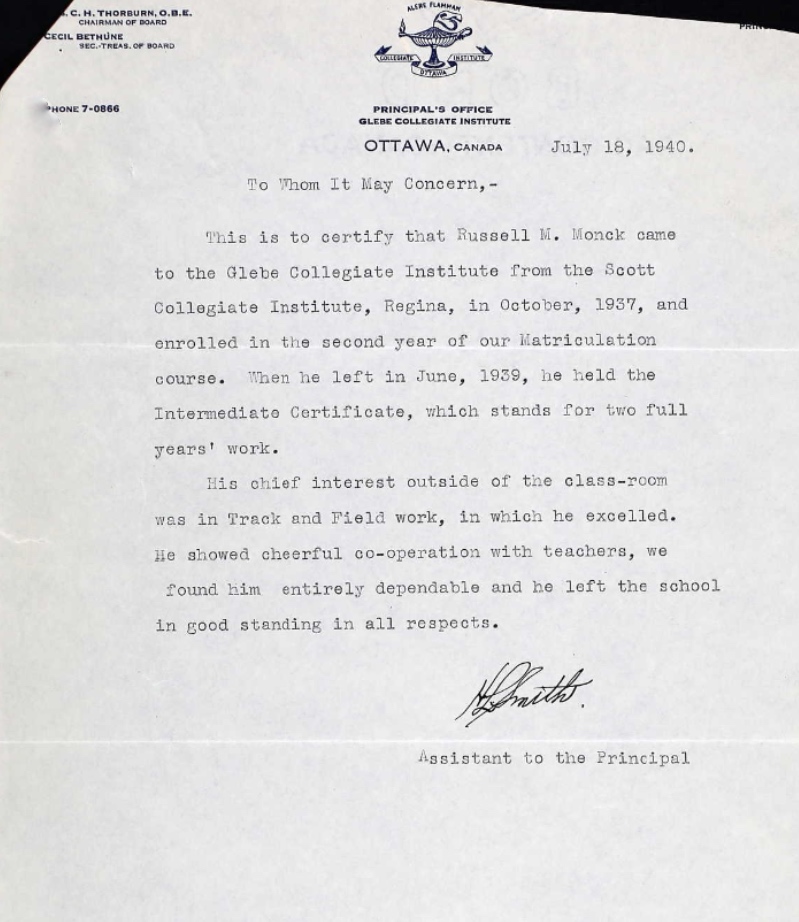 C. H. THORBURN, O.B.E.
CHAIRMAN OF BOARD
CECIL BETHUNE
SEC.-TREAS. OF BOARD
ALERE FLAMMAM
COLLEGIATE INSTITUTE
OTTAWA
PHONE 7-0866
PRINCIPAL'S OFFICE
GLEBE COLLEGIATE INSTITUTE
OTTAWA, CANADA July 18, 1940.
To Whom It May Concern,-
This is to certify that Russell M. Monck came
to the Glebe Collegiate Institute from the Scott
Collegiate Institute, Regina, in October, 1937, and
enrolled in the second year of our Matriculation
course. When he left in June, 1939, he held the
Intermediate Certificate, which stands for two full
years' work.
His chief interest outside of the class-room
was in Track and Field work, in which he excelled.
He showed cheerful co-operation with teachers, we
found him entirely dependable and he left the school
in good standing in all respects.
Smith.
Assistant to the Principal